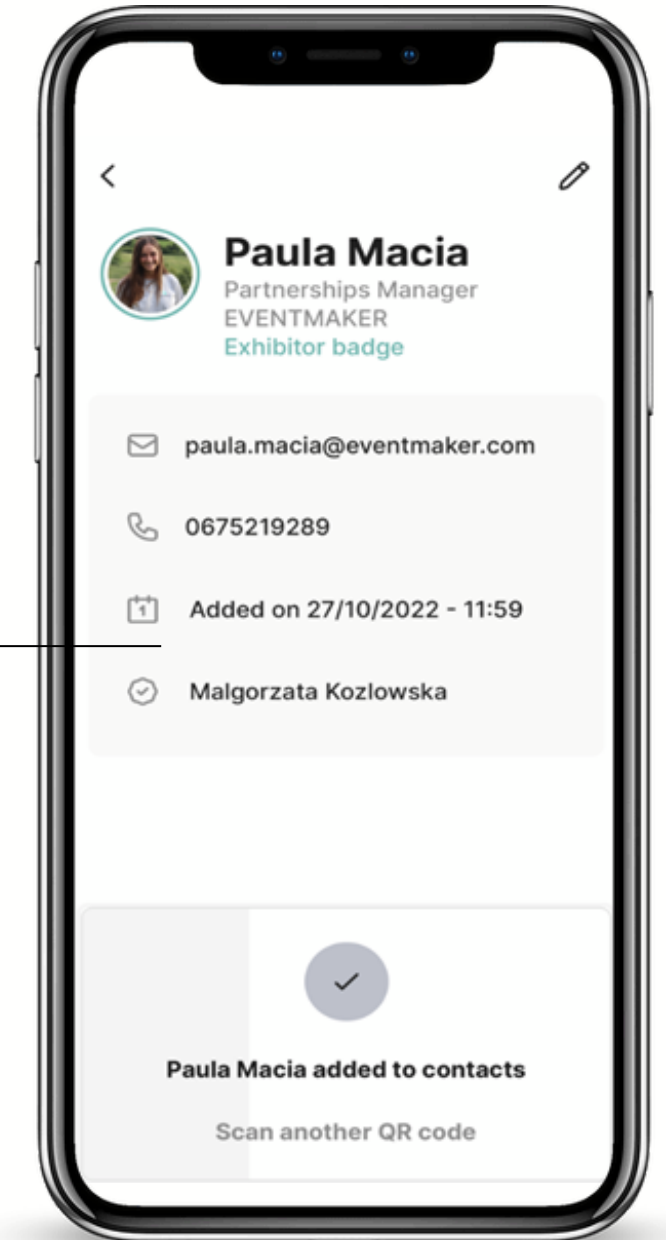 Paula Macia
Partnerships Manager
EVENTMAKER
Exhibitor badge
paula.macia@eventmaker.com
0675219289
1
Added on 27/10/2022 - 11:59
Malgorzata Kozlowska
Paula Macia added to contacts
Scan another QR code